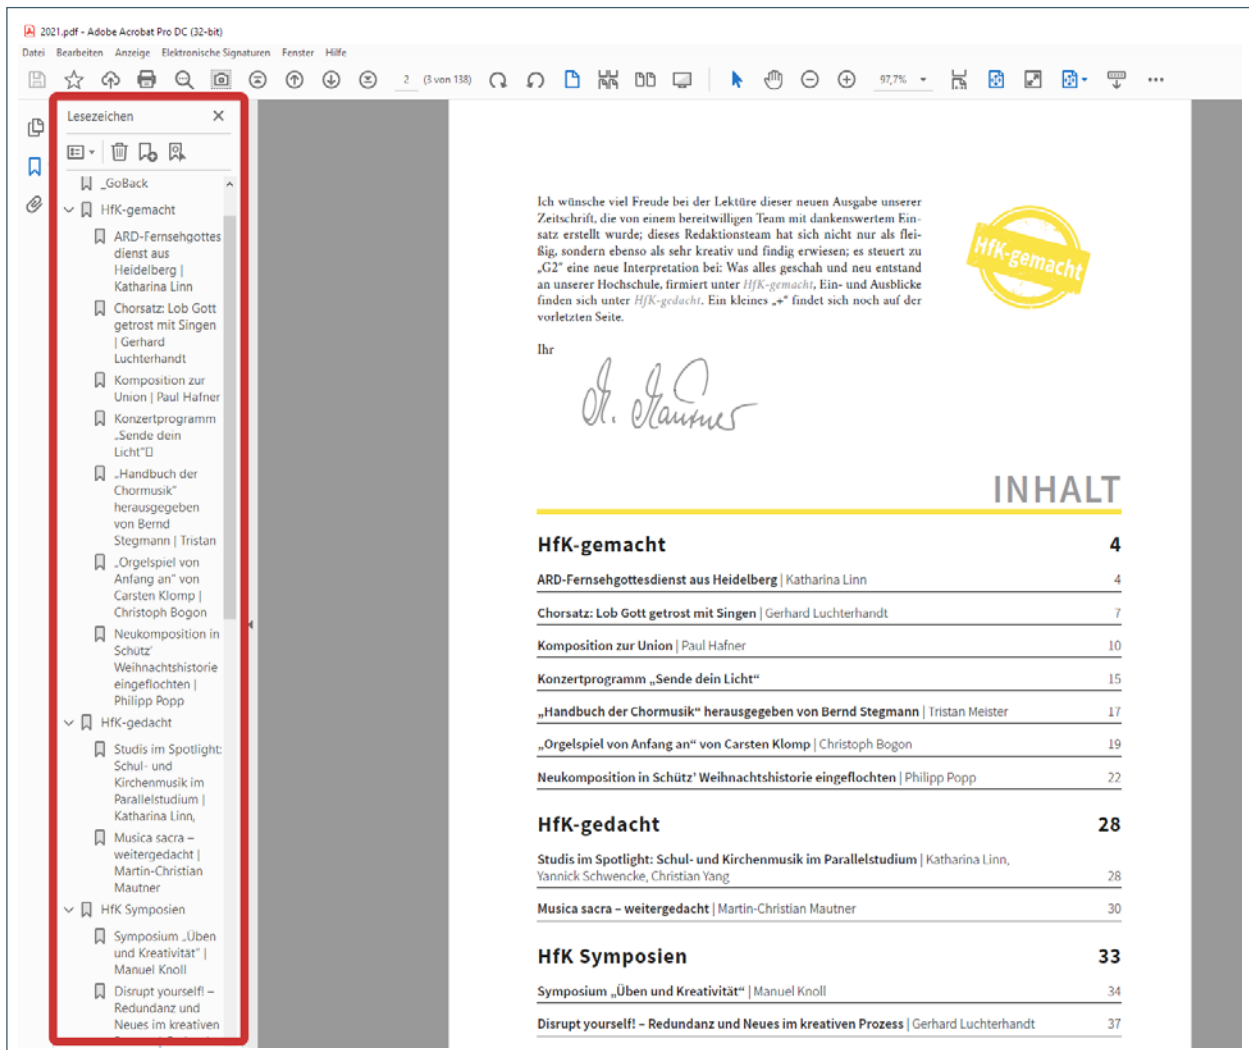 2021.pdf - Adobe Acrobat Pro DC (32-bit)
Datei Bearbeiten Anzeige Elektronische Signaturen Fenster Hilfe
2 (3 von 138) 97,7%
Lesezeichen
_GoBack
HfK-gemacht
ARD-Fernsehgottes
dienst aus
Heidelberg |
Katharina Linn
Chorsatz: Lob Gott
getrost mit Singen
| Gerhard
Luchterhandt
Komposition zur
Union | Paul Hafner
Konzertprogramm
„Sende dein
Licht“▯
„Handbuch der
Chormusik“
herausgegeben
von Bernd
Stegmann | Tristan
„Orgelspiel von
Anfang an“ von
Carsten Klomp |
Christoph Bogon
Neukomposition in
Schütz’
Weihnachtshistorie
eingeflochten |
Philipp Popp
HfK-gedacht
Studis im Spotlight:
Schul- und
Kirchenmusik im
Parallelstudium |
Katharina Linn,
Musica sacra –
weitergedacht |
Martin-Christian
Mautner
HfK Symposien
Symposium „Üben
und Kreativität“ |
Manuel Knoll
Disrupt yourself! –
Redundanz und
Neues im kreativen
Ich wünsche viel Freude bei der Lektüre dieser neuen Ausgabe unserer
Zeitschrift, die von einem bereitwilligen Team mit dankenswertem Ein-
satz erstellt wurde; dieses Redaktionsteam hat sich nicht nur als flei-
ßig, sondern ebenso als sehr kreativ und findig erwiesen; es steuert zu
„G2“ eine neue Interpretation bei: Was alles geschah und neu entstand
an unserer Hochschule, firmiert unter HfK-gemacht, Ein- und Ausblicke
finden sich unter HfK-gedacht. Ein kleines „+“ findet sich noch auf der
vorletzten Seite.
HfK-gemacht
Ihr
M. Mautner
INHALT
HfK-gemacht 4
ARD-Fernsehgottesdienst aus Heidelberg | Katharina Linn 4
Chorsatz: Lob Gott getrost mit Singen | Gerhard Luchterhandt 7
Komposition zur Union | Paul Hafner 10
Konzertprogramm „Sende dein Licht“ 15
„Handbuch der Chormusik“ herausgegeben von Bernd Stegmann | Tristan Meister 17
„Orgelspiel von Anfang an“ von Carsten Klomp | Christoph Bogon 19
Neukomposition in Schütz’ Weihnachtshistorie eingeflochten | Philipp Popp 22
HfK-gedacht 28
Studis im Spotlight: Schul- und Kirchenmusik im Parallelstudium | Katharina Linn,
Yannick Schwencke, Christian Yang 28
Musica sacra – weitergedacht | Martin-Christian Mautner 30
HfK Symposien 33
Symposium „Üben und Kreativität“ | Manuel Knoll 34
Disrupt yourself! – Redundanz und Neues im kreativen Prozess | Gerhard Luchterhandt 37